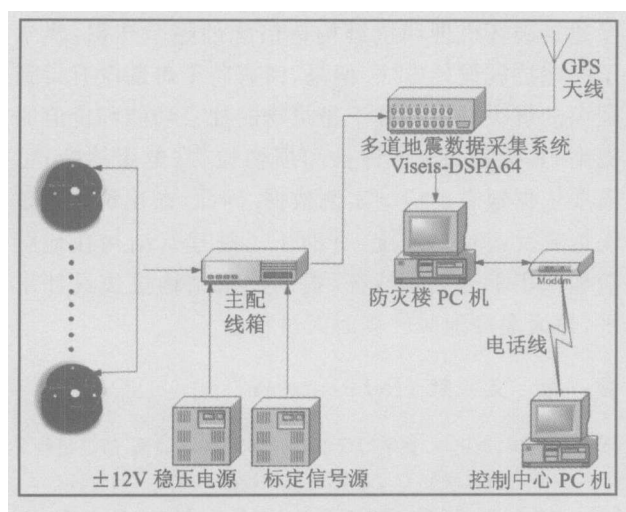 GPS
天线
多道地震数据采集系统
Viseis-DSPA64
主配
线箱
防灾楼 PC 机
Modem
电话线
±12V 稳压电源
标定信号源
控制中心 PC 机